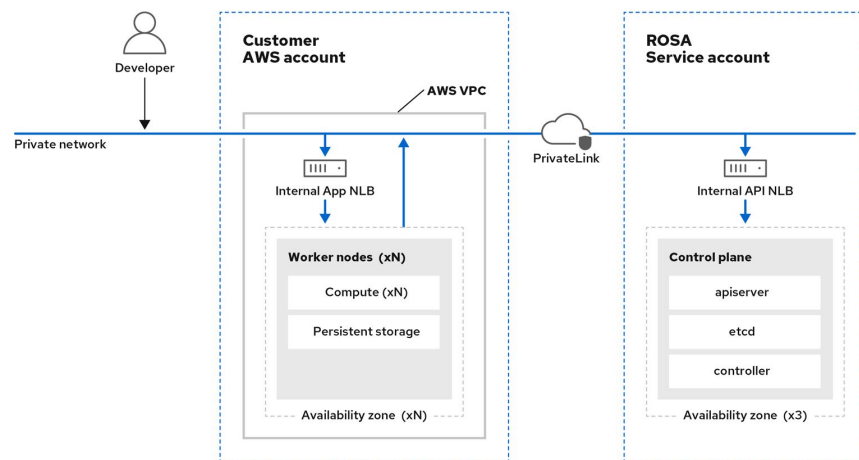 Customer
AWS account
ROSA
Service account
Developer
AWS VPC
Private network
PrivateLink
Internal App NLB
Internal API NLB
Worker nodes (xN)
Compute (xN)
Persistent storage
Availability zone (xN)
Control plane
apiserver
etcd
controller
Availability zone (x3)